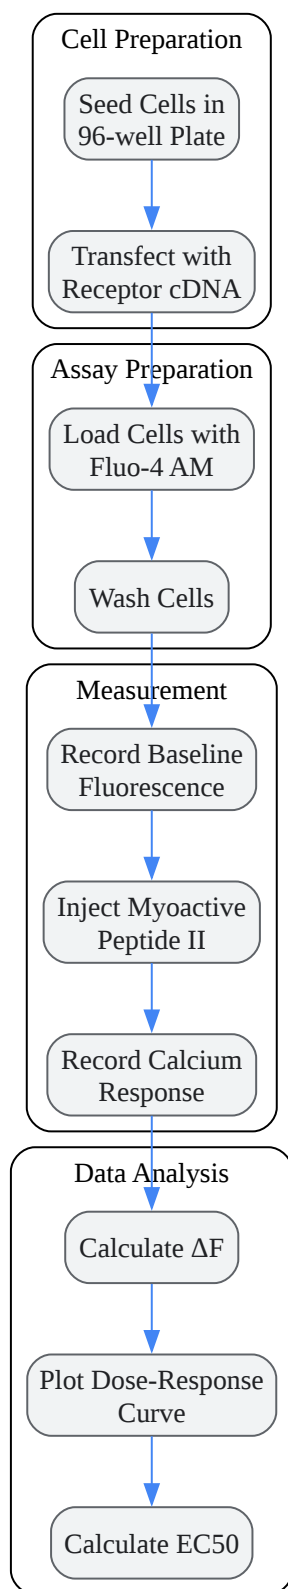 Cell Preparation
Seed Cells in
96-well Plate
Transfect with
Receptor cDNA
Assay Preparation
Load Cells with
Fluo-4 AM
Wash Cells
Measurement
Record Baseline
Fluorescence
Inject Myoactive
Peptide II
Record Calcium
Response
Data Analysis
Calculate ΔF
Plot Dose-Response
Curve
Calculate EC50